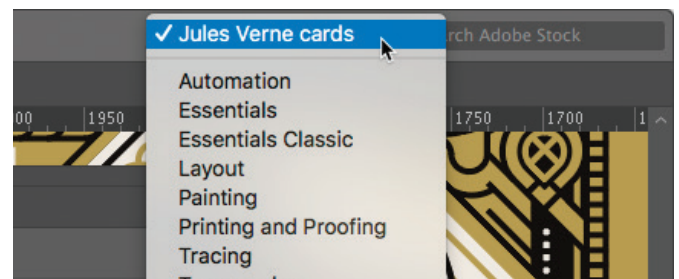 ✓ Jules Verne cards
rch Adobe Stock
Automation
Essentials
00 1950 1750 1700 1
Essentials Classic
Layout
Painting
Printing and Proofing
Tracing